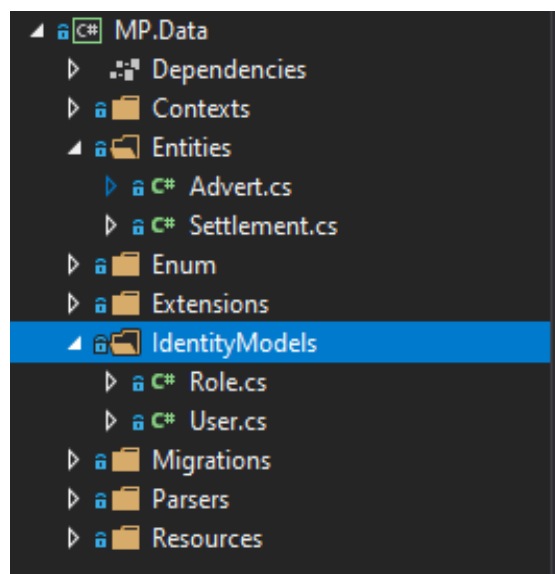 C# MP.Data
Dependencies
Contexts
Entities
C# Advert.cs
C# Settlement.cs
Enum
Extensions
IdentityModels
C# Role.cs
C# User.cs
Migrations
Parsers
Resources